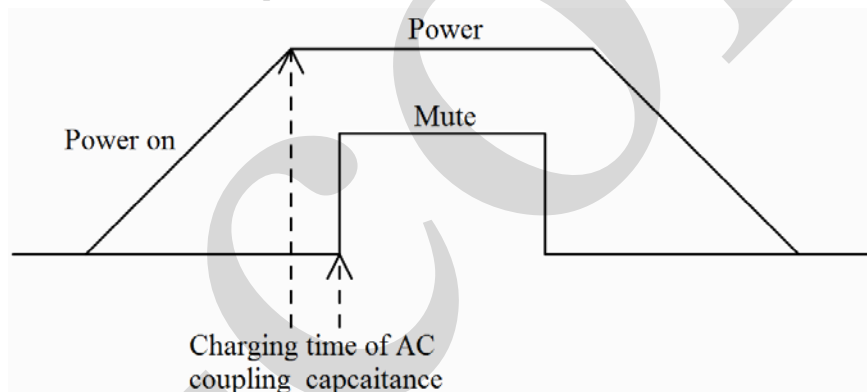 Power
Mute
Power on
Charging time of AC
coupling capcaitance